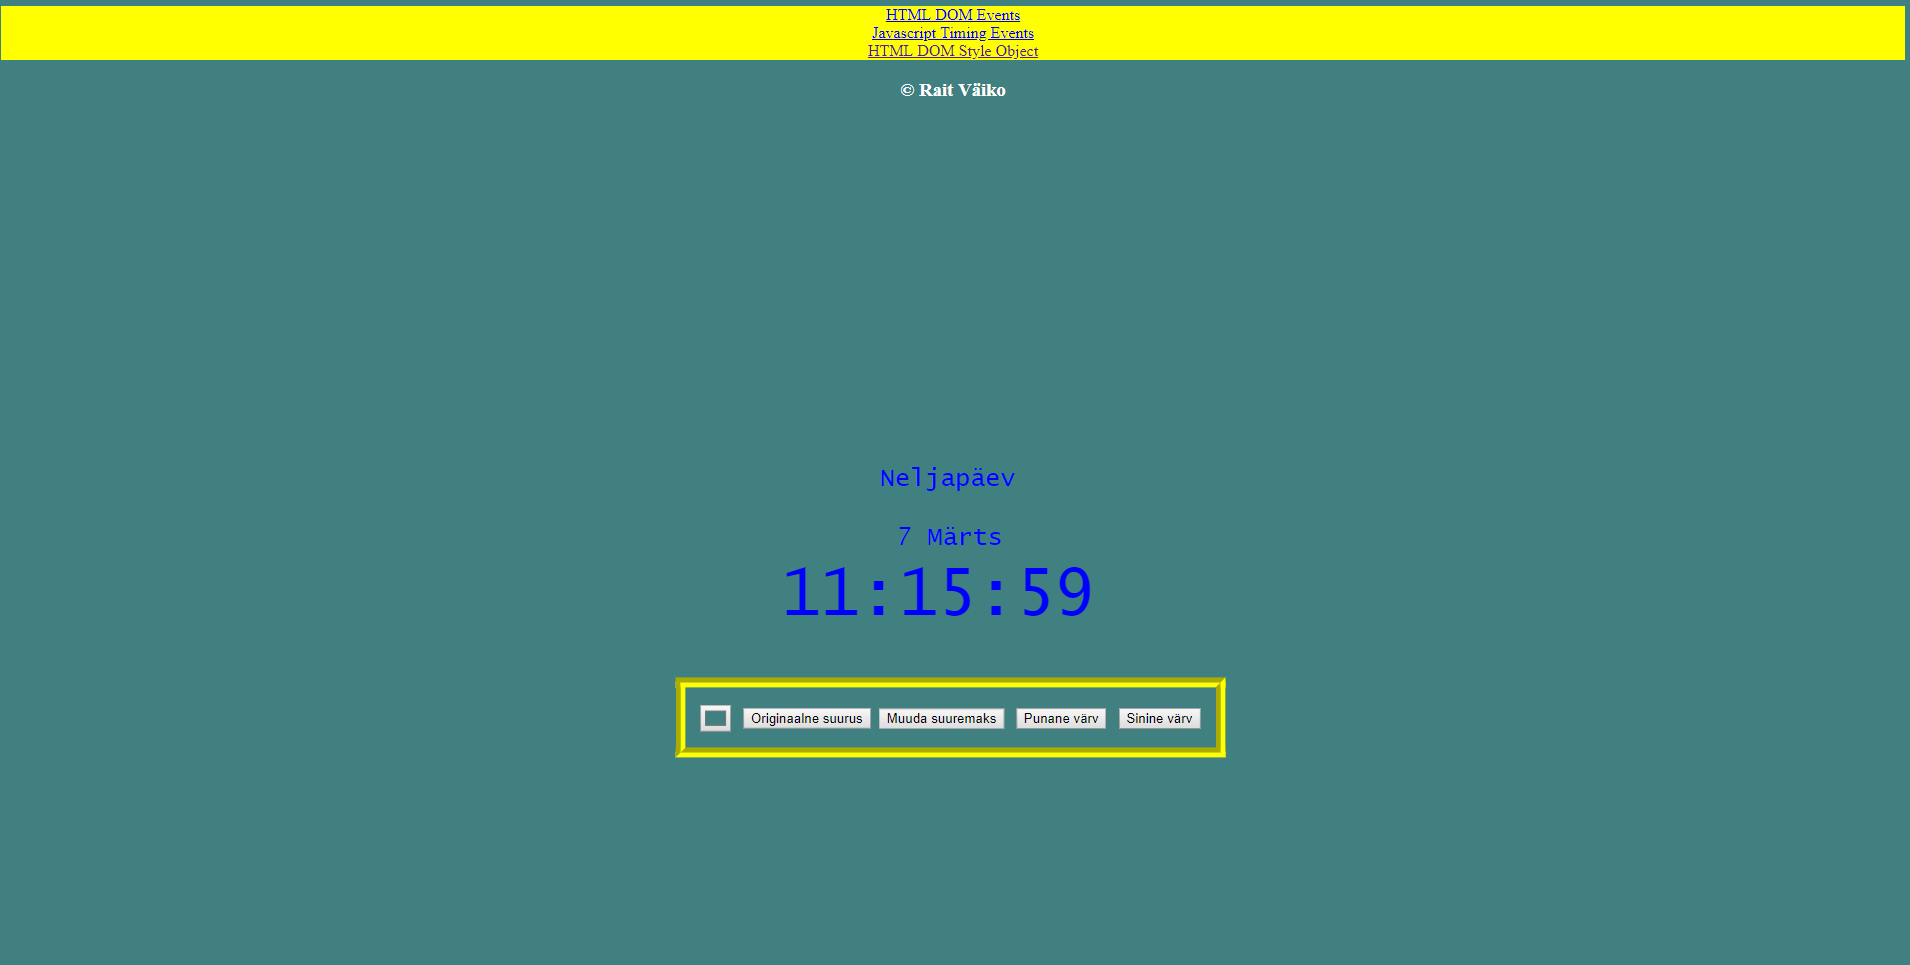 HTML DOM Events
Javascript Timing Events
HTML DOM Style Object
© Rait Väiko
Neljapäev
7 Märts
11:15:59
Originaalne suurus Muuda suuremaks Punane värv Sinine värv